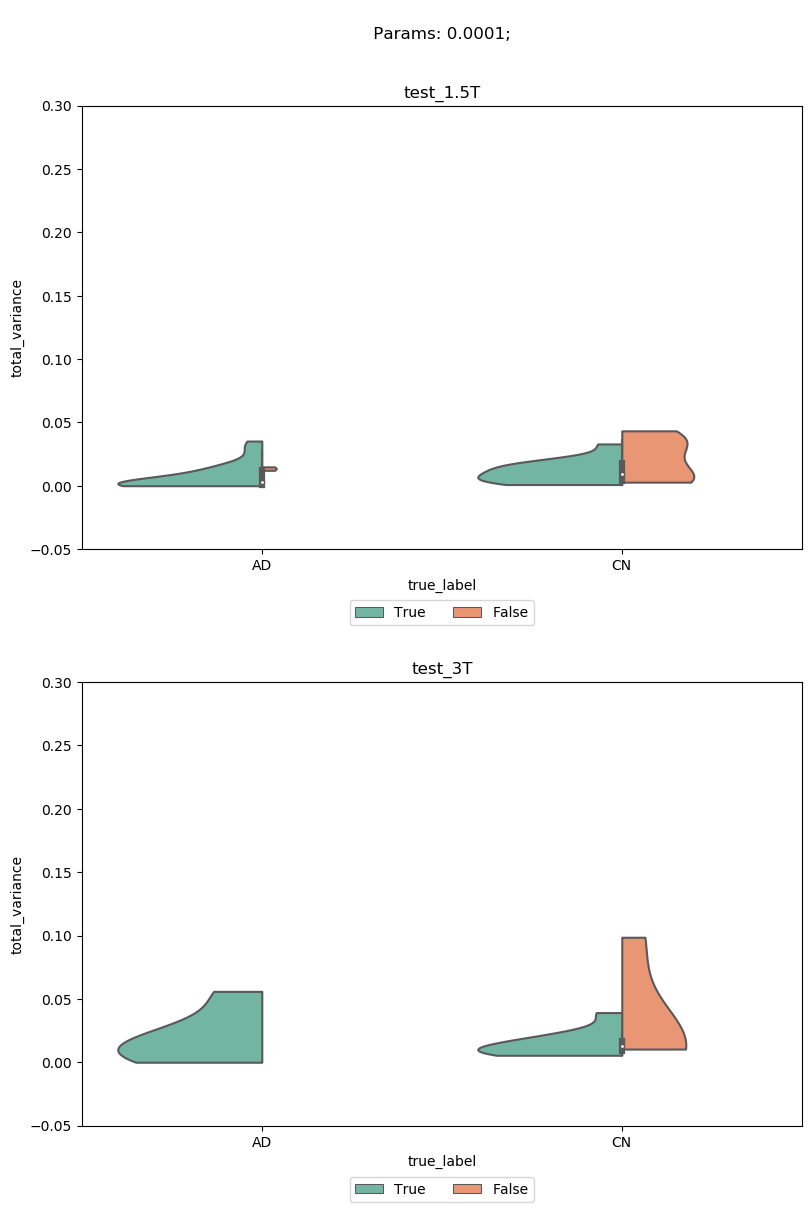 Params: 0.0001;
test_1.5T
0.30
0.25
0.20
0.15
0.10
0.05
0.00
−0.05
total_variance
AD CN
true_label
True False
test_3T
0.30
0.25
0.20
0.15
0.10
0.05
0.00
−0.05
total_variance
AD CN
true_label
True False